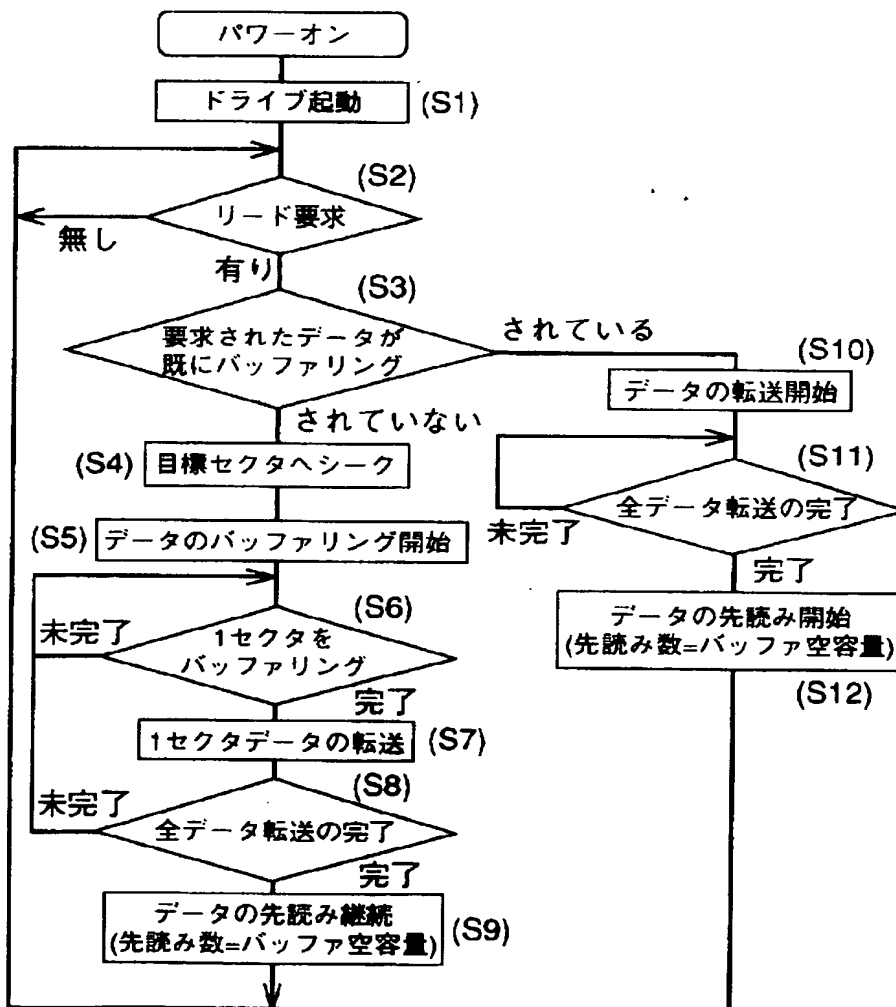 パワーオン
ドライブ起動
(S1)
(S2)
リード要求
無し
有り
(S3)
要求されたデータが
既にバッファリング
されている
されていない
(S4)
目標セクタへシーク
(S5)
データのバッファリング開始
(S6)
1セクタを
バッファリング
未完了
完了
1セクタデータの転送
(S7)
(S8)
全データ転送の完了
未完了
完了
データの先読み継続
(先読み数=バッファ空容量)
(S9)
(S10)
データの転送開始
(S11)
全データ転送の完了
未完了
完了
データの先読み開始
(先読み数=バッファ空容量)
(S12)